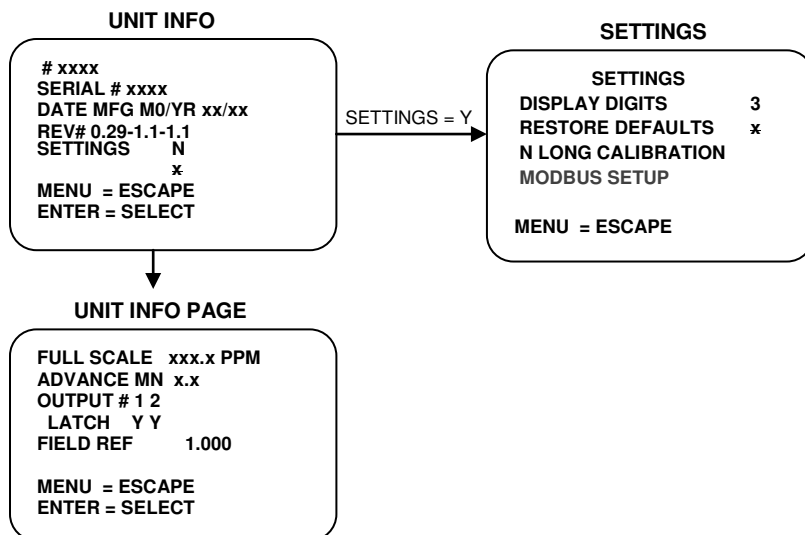 UNIT INFO
# xxxx
SERIAL # xxxx
DATE MFG M0/YR xx/xx
REV# 0.29-1.1-1.1
SETTINGS N
x
MENU = ESCAPE
ENTER = SELECT
SETTINGS = Y
SETTINGS
SETTINGS
DISPLAY DIGITS 3
RESTORE DEFAULTS x
N LONG CALIBRATION
MODBUS SETUP
MENU = ESCAPE
UNIT INFO PAGE
FULL SCALE xxx.x PPM
ADVANCE MN x.x
OUTPUT # 1 2
LATCH Y Y
FIELD REF 1.000
MENU = ESCAPE
ENTER = SELECT